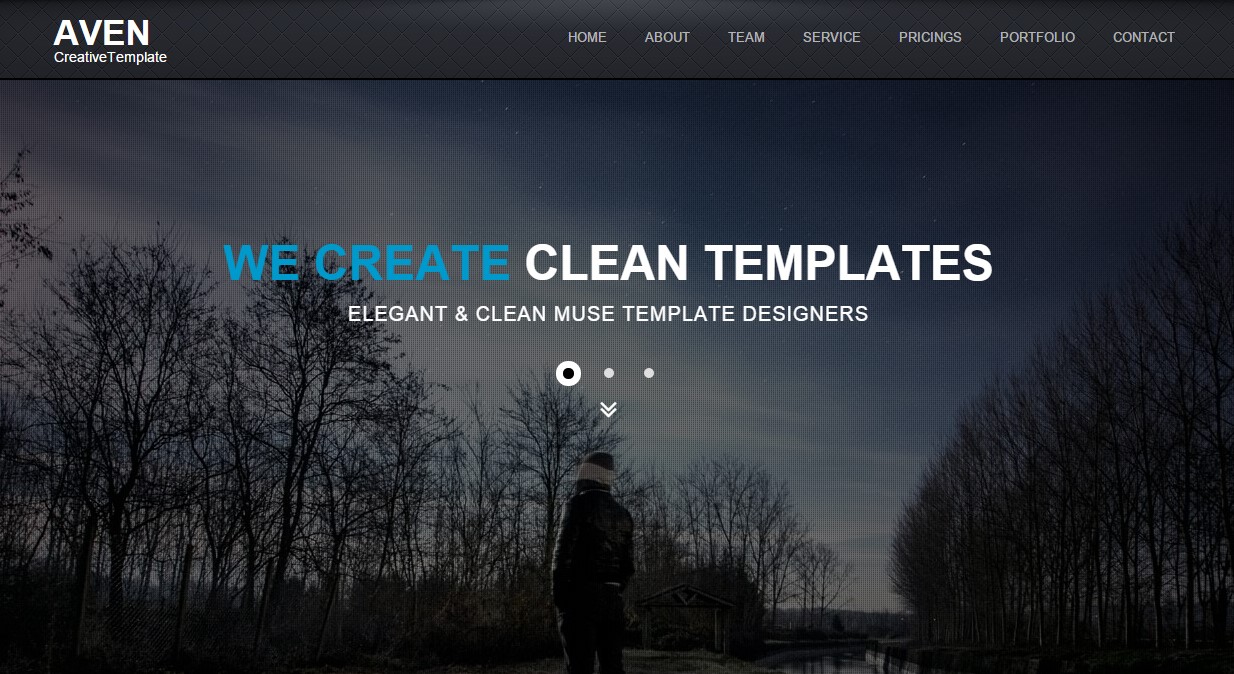 AVEN
CreativeTemplate
HOME ABOUT TEAM SERVICE PRICINGS PORTFOLIO CONTACT
WE CREATE CLEAN TEMPLATES
ELEGANT & CLEAN MUSE TEMPLATE DESIGNERS